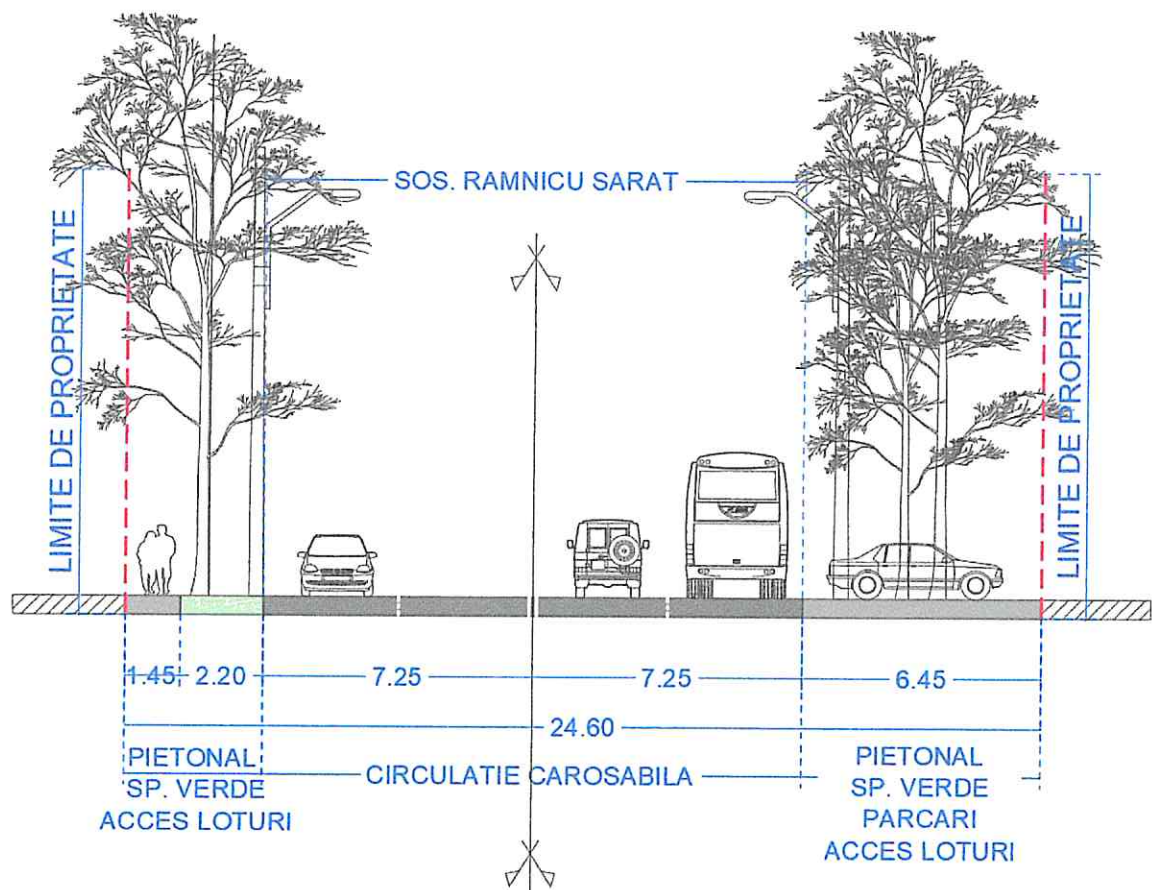 SOS. RAMNICU SARAT
LIMITE DE PROPRIETATE
LIMITE DE PROPRIETATE
1.45 2.20 7.25 7.25 6.45
24.60
PIETONAL
SP. VERDE
ACCES LOTURI
CIRCULATIE CAROSABILA
PIETONAL
SP. VERDE
PARCARI
ACCES LOTURI